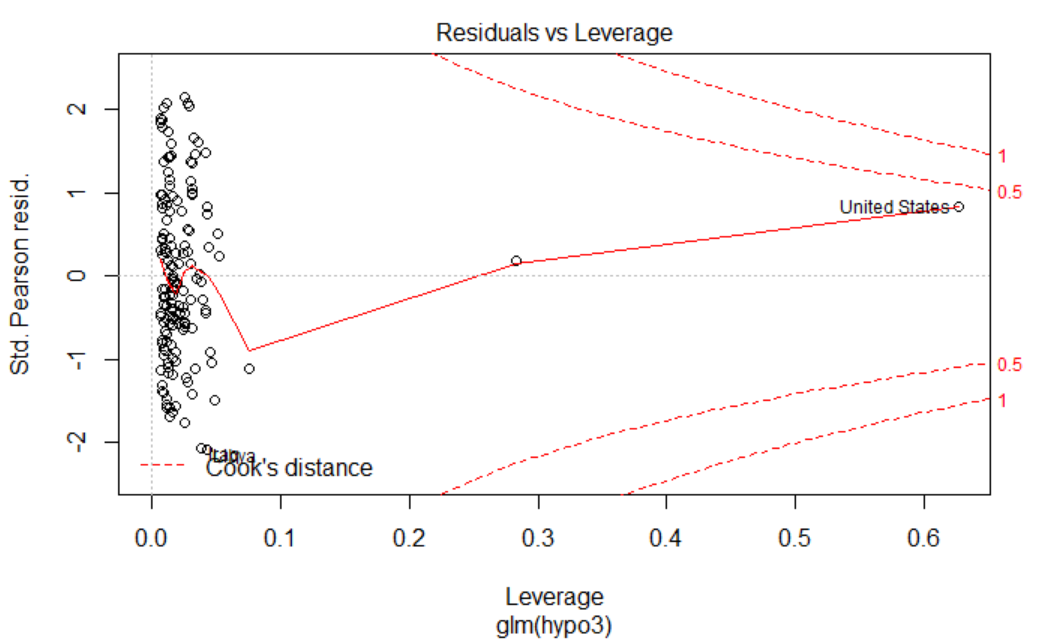 Residuals vs Leverage
Std. Pearson resid.
2
1
0
-1
-2
1
0.5
United States
0.5
1
Cook's distance
0.0 0.1 0.2 0.3 0.4 0.5 0.6
Leverage
glm(hypo3)